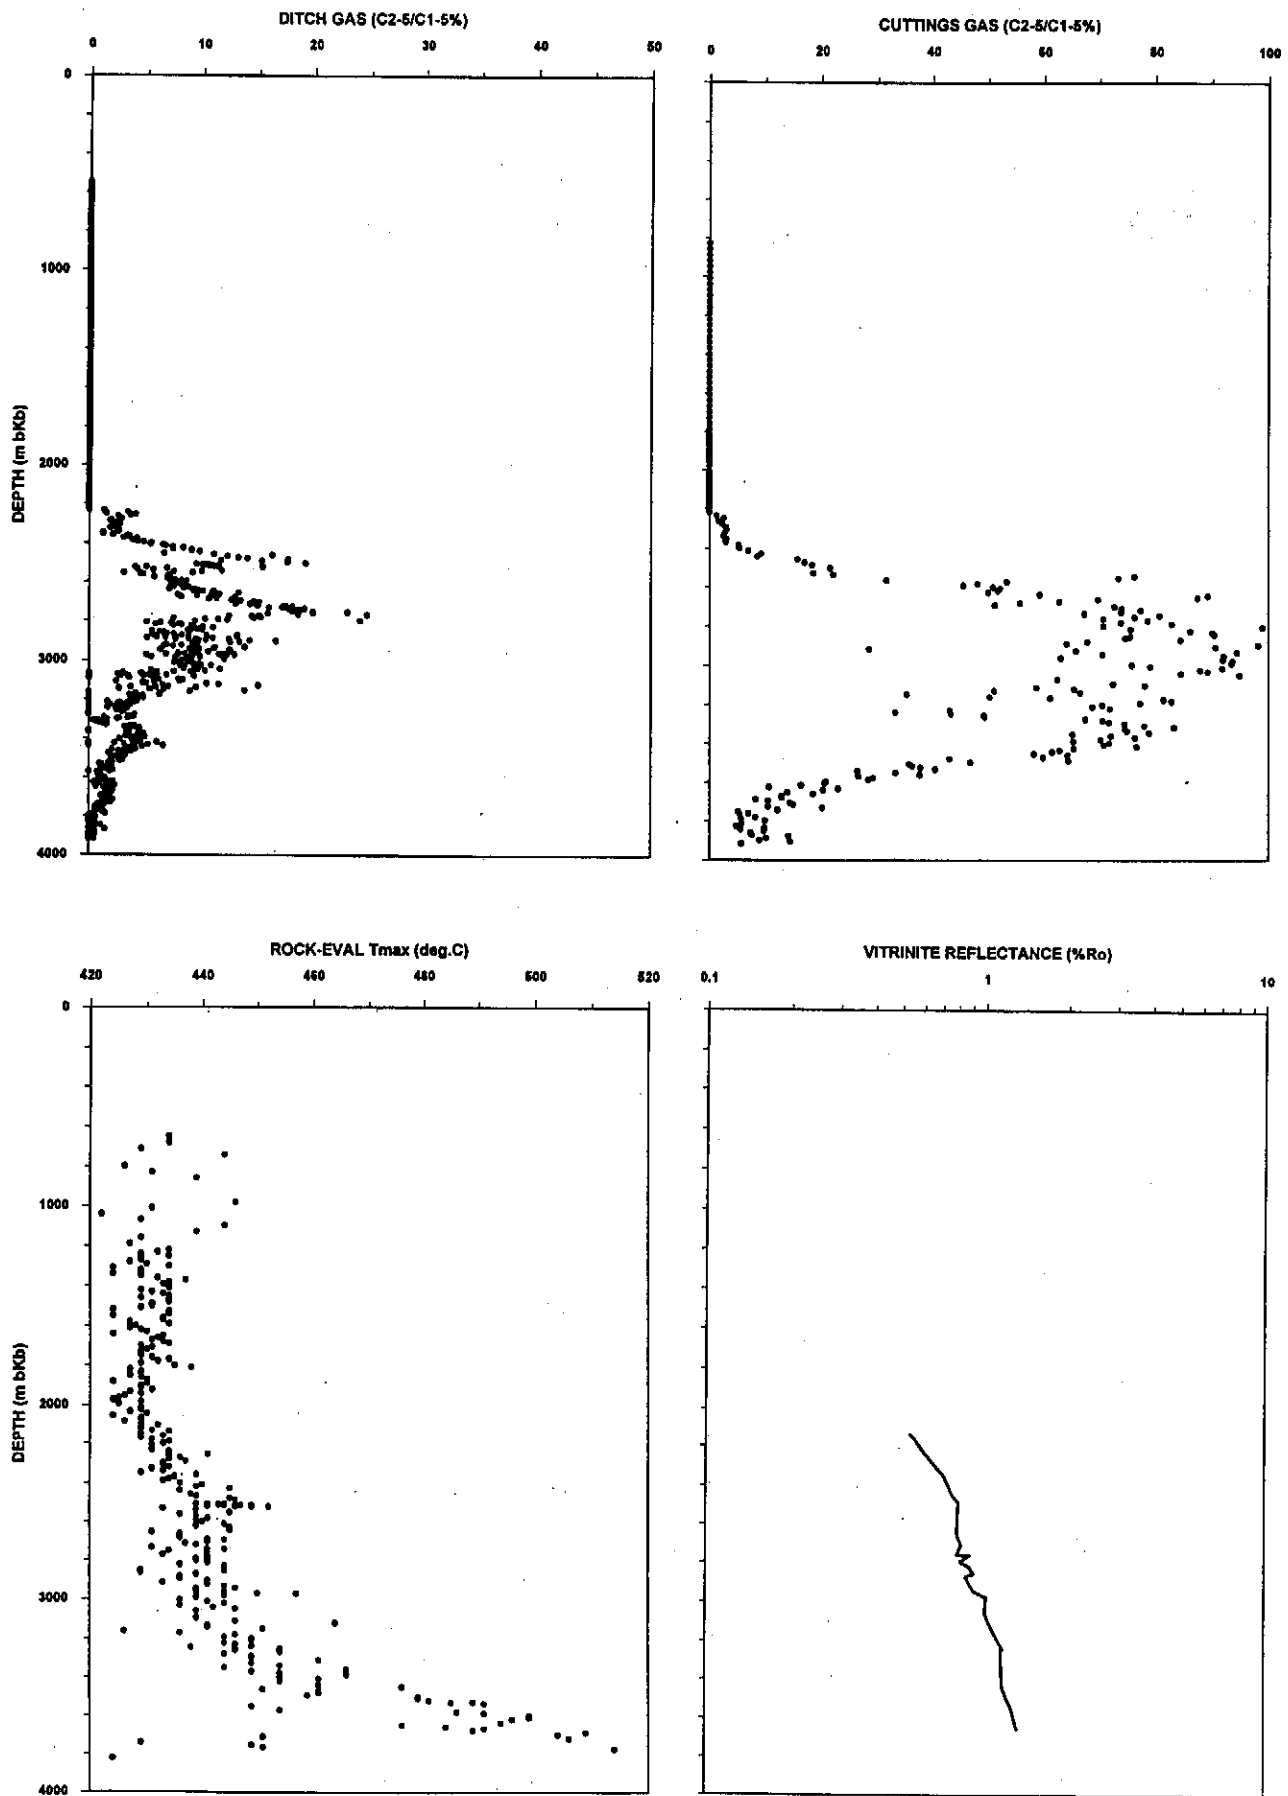 DITCH GAS (C2-5/C1-5%)
0 10 20 30 40 50
0
1000
2000
3000
4000
DEPTH (m bKb)
CUTTINGS GAS (C2-5/C1-5%)
0 20 40 60 80 100
ROCK-EVAL Tmax (deg.C)
420 440 460 480 500 520
0
1000
2000
3000
4000
DEPTH (m bKb)
VITRINITE REFLECTANCE (%Ro)
0.1 1 10